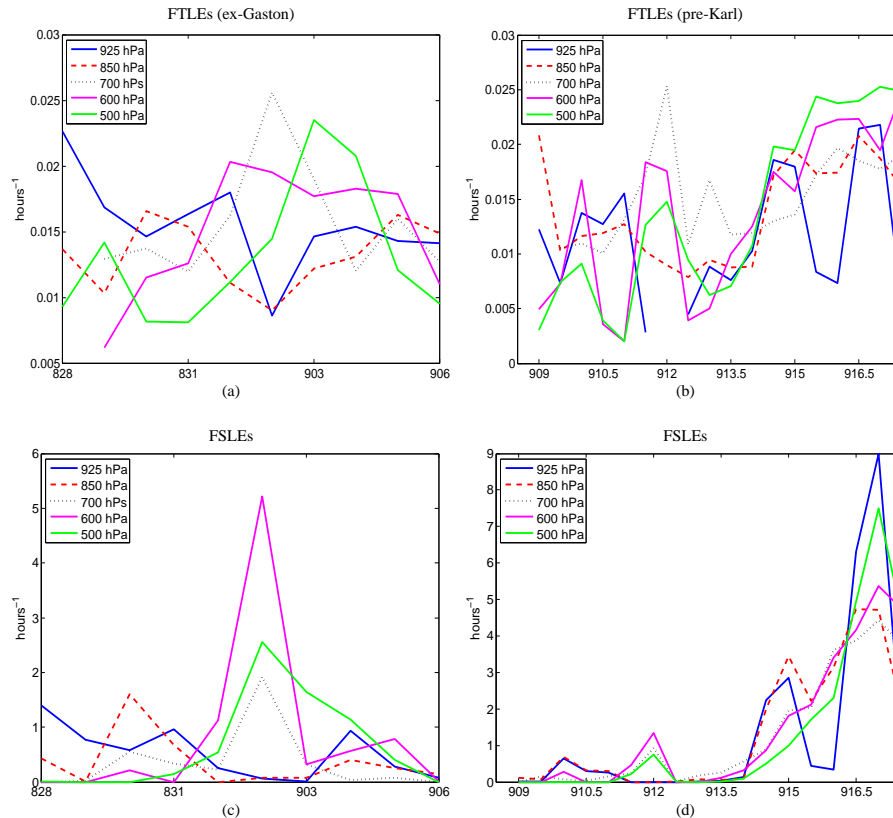 FTLEs (ex-Gaston)
0.03
0.025
0.02
0.015
0.01
0.005
hours⁻¹
925 hPa
850 hPa
700 hPs
600 hPa
500 hPa
828
831
903
906
(a)
FTLEs (pre-Karl)
0.03
0.025
0.02
0.015
0.01
0.005
0
hours⁻¹
925 hPa
850 hPa
700 hPa
600 hPa
500 hPa
909
910.5
912
913.5
915
916.5
(b)
FSLEs
6
5
4
3
2
1
0
hours⁻¹
925 hPa
850 hPa
700 hPs
600 hPa
500 hPa
828
831
903
906
(c)
FSLEs
9
8
7
6
5
4
3
2
1
0
hours⁻¹
925 hPa
850 hPa
700 hPa
600 hPa
500 hPa
909
910.5
912
913.5
915
916.5
(d)